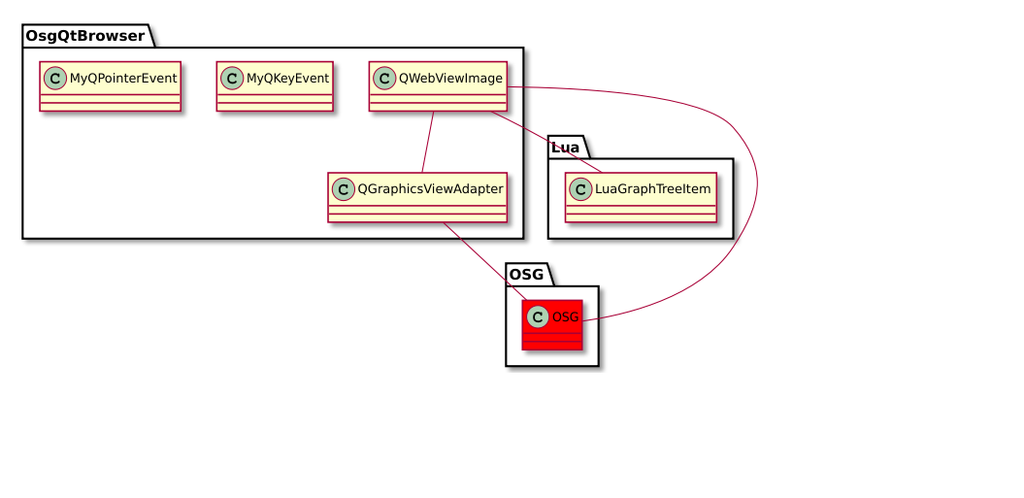 OsgQtBrowser
C MyQPointerEvent
C MyQKeyEvent
C QWebViewImage
Lua
C QGraphicsViewAdapter
C LuaGraphTreeItem
OSG
C OSG